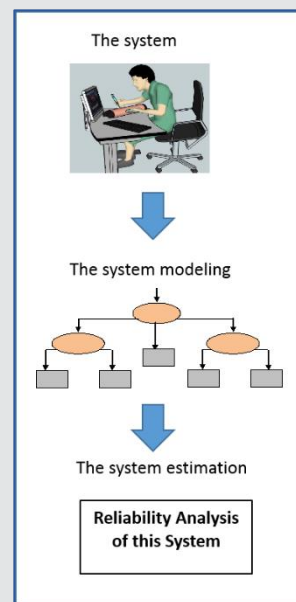 The system
The system modeling
The system estimation
Reliability Analysis
of this System